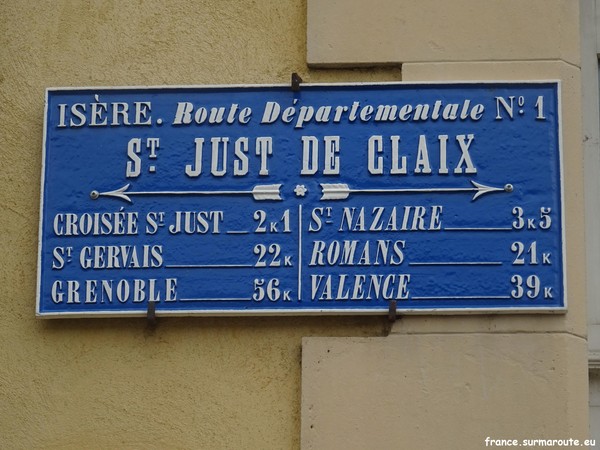 ISÈRE. Route Départementale Nº. 1
ST JUST DE CLAIX
CROISÉE ST JUST 2K1
ST GERVAIS 22K
GRENOBLE 56K
ST NAZAIRE 3K5
ROMANS 21K
VALENCE 39K
france.surmaroute.eu